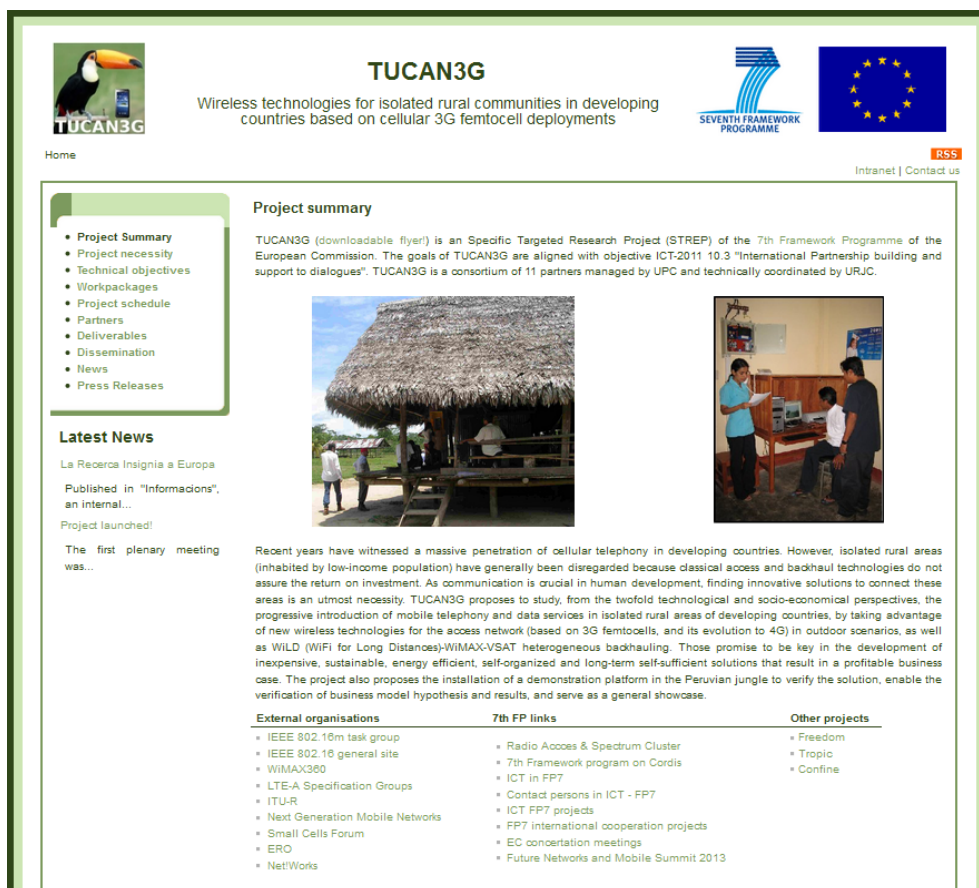 TUCAN3G
TUCAN3G
Wireless technologies for isolated rural communities in developing
countries based on cellular 3G femtocell deployments
SEVENTH FRAMEWORK
PROGRAMME
Home
RSS
Intranet | Contact us
Project Summary
Project necessity
Technical objectives
Workpackages
Project schedule
Partners
Deliverables
Dissemination
News
Press Releases
Latest News
La Recerca Insignia a Europa
Published in "Informacions",
an internal...
Project launched!
The first plenary meeting
was...
Project summary
TUCAN3G (downloadable flyer!) is an Specific Targeted Research Project (STREP) of the 7th Framework Programme of the
European Commission. The goals of TUCAN3G are aligned with objective ICT-2011 10.3 "International Partnership building and
support to dialogues". TUCAN3G is a consortium of 11 partners managed by UPC and technically coordinated by URJC.
Recent years have witnessed a massive penetration of cellular telephony in developing countries. However, isolated rural areas
(inhabited by low-income population) have generally been disregarded because classical access and backhaul technologies do not
assure the return on investment. As communication is crucial in human development, finding innovative solutions to connect these
areas is an utmost necessity. TUCAN3G proposes to study, from the twofold technological and socio-economical perspectives, the
progressive introduction of mobile telephony and data services in isolated rural areas of developing countries, by taking advantage
of new wireless technologies for the access network (based on 3G femtocells, and its evolution to 4G) in outdoor scenarios, as well
as WiLD (WiFi for Long Distances)-WiMAX-VSAT heterogeneous backhauling. Those promise to be key in the development of
inexpensive, sustainable, energy efficient, self-organized and long-term self-sufficient solutions that result in a profitable business
case. The project also proposes the installation of a demonstration platform in the Peruvian jungle to verify the solution, enable the
verification of business model hypothesis and results, and serve as a general showcase.
External organisations
IEEE 802.16m task group
IEEE 802.16 general site
WiMAX360
LTE-A Specification Groups
ITU-R
Next Generation Mobile Networks
Small Cells Forum
ERO
Net!Works
7th FP links
Radio Accoes & Spectrum Cluster
7th Framework program on Cordis
ICT in FP7
Contact persons in ICT - FP7
ICT FP7 projects
FP7 international cooperation projects
EC concertation meetings
Future Networks and Mobile Summit 2013
Other projects
Freedom
Tropic
Confine